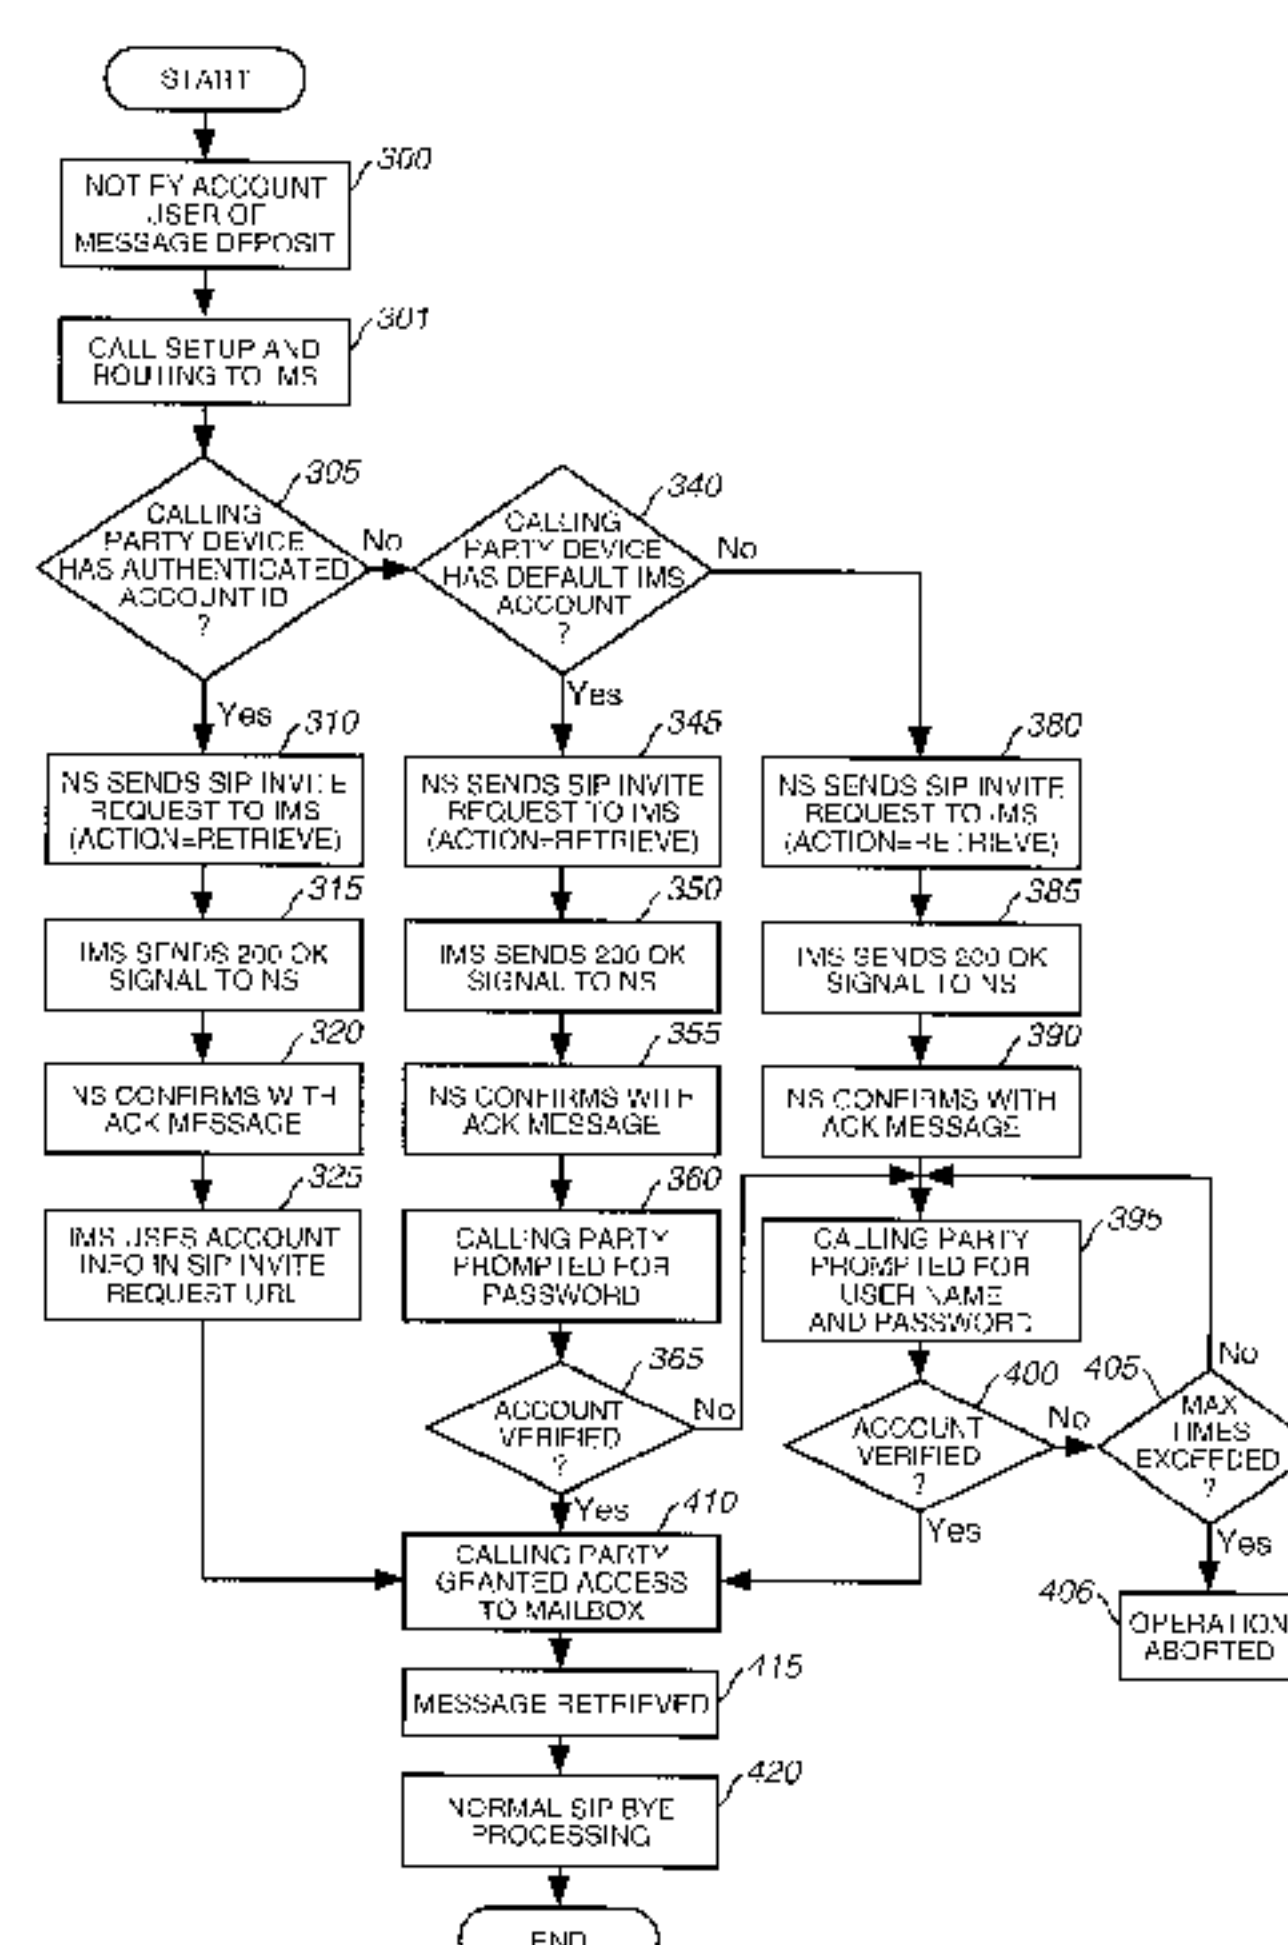 START
300
NOTIFY ACCOUNT
USER OF
MESSAGE DEPOSIT
301
CALL SETUP AND
ROUTING TO IMS
305
CALLING
PARTY DEVICE
HAS AUTHENTICATED
ACCOUNT ID
?
No
Yes
340
CALLING
PARTY DEVICE
HAS DEFAULT IMS
ACCOUNT
?
No
Yes
310
NS SENDS SIP INVITE
REQUEST TO IMS
(ACTION=RETRIEVE)
315
IMS SENDS 200 OK
SIGNAL TO NS
320
NS CONFIRMS WITH
ACK MESSAGE
325
IMS USES ACCOUNT
INFO IN SIP INVITE
REQUEST URL
345
NS SENDS SIP INVITE
REQUEST TO IMS
(ACTION=RETRIEVE)
350
IMS SENDS 200 OK
SIGNAL TO NS
355
NS CONFIRMS WITH
ACK MESSAGE
360
CALLING PARTY
PROMPTED FOR
PASSWORD
365
ACCOUNT
VERIFIED
?
No
Yes
380
NS SENDS SIP INVITE
REQUEST TO IMS
(ACTION=RETRIEVE)
385
IMS SENDS 200 OK
SIGNAL TO NS
390
NS CONFIRMS WITH
ACK MESSAGE
395
CALLING PARTY
PROMPTED FOR
USER NAME
AND PASSWORD
400
ACCOUNT
VERIFIED
?
No
Yes
405
MAX
TIMES
EXCEEDED
?
No
Yes
406
OPERATION
ABORTED
410
CALLING PARTY
GRANTED ACCESS
TO MAILBOX
415
MESSAGE RETRIEVED
420
NORMAL SIP BYE
PROCESSING
END